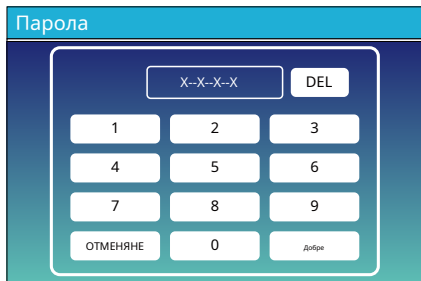 Парола
X--X--X--X DEL
1 2 3
4 5 6
7 8 9
ОТМЕНЯНЕ 0 Добре